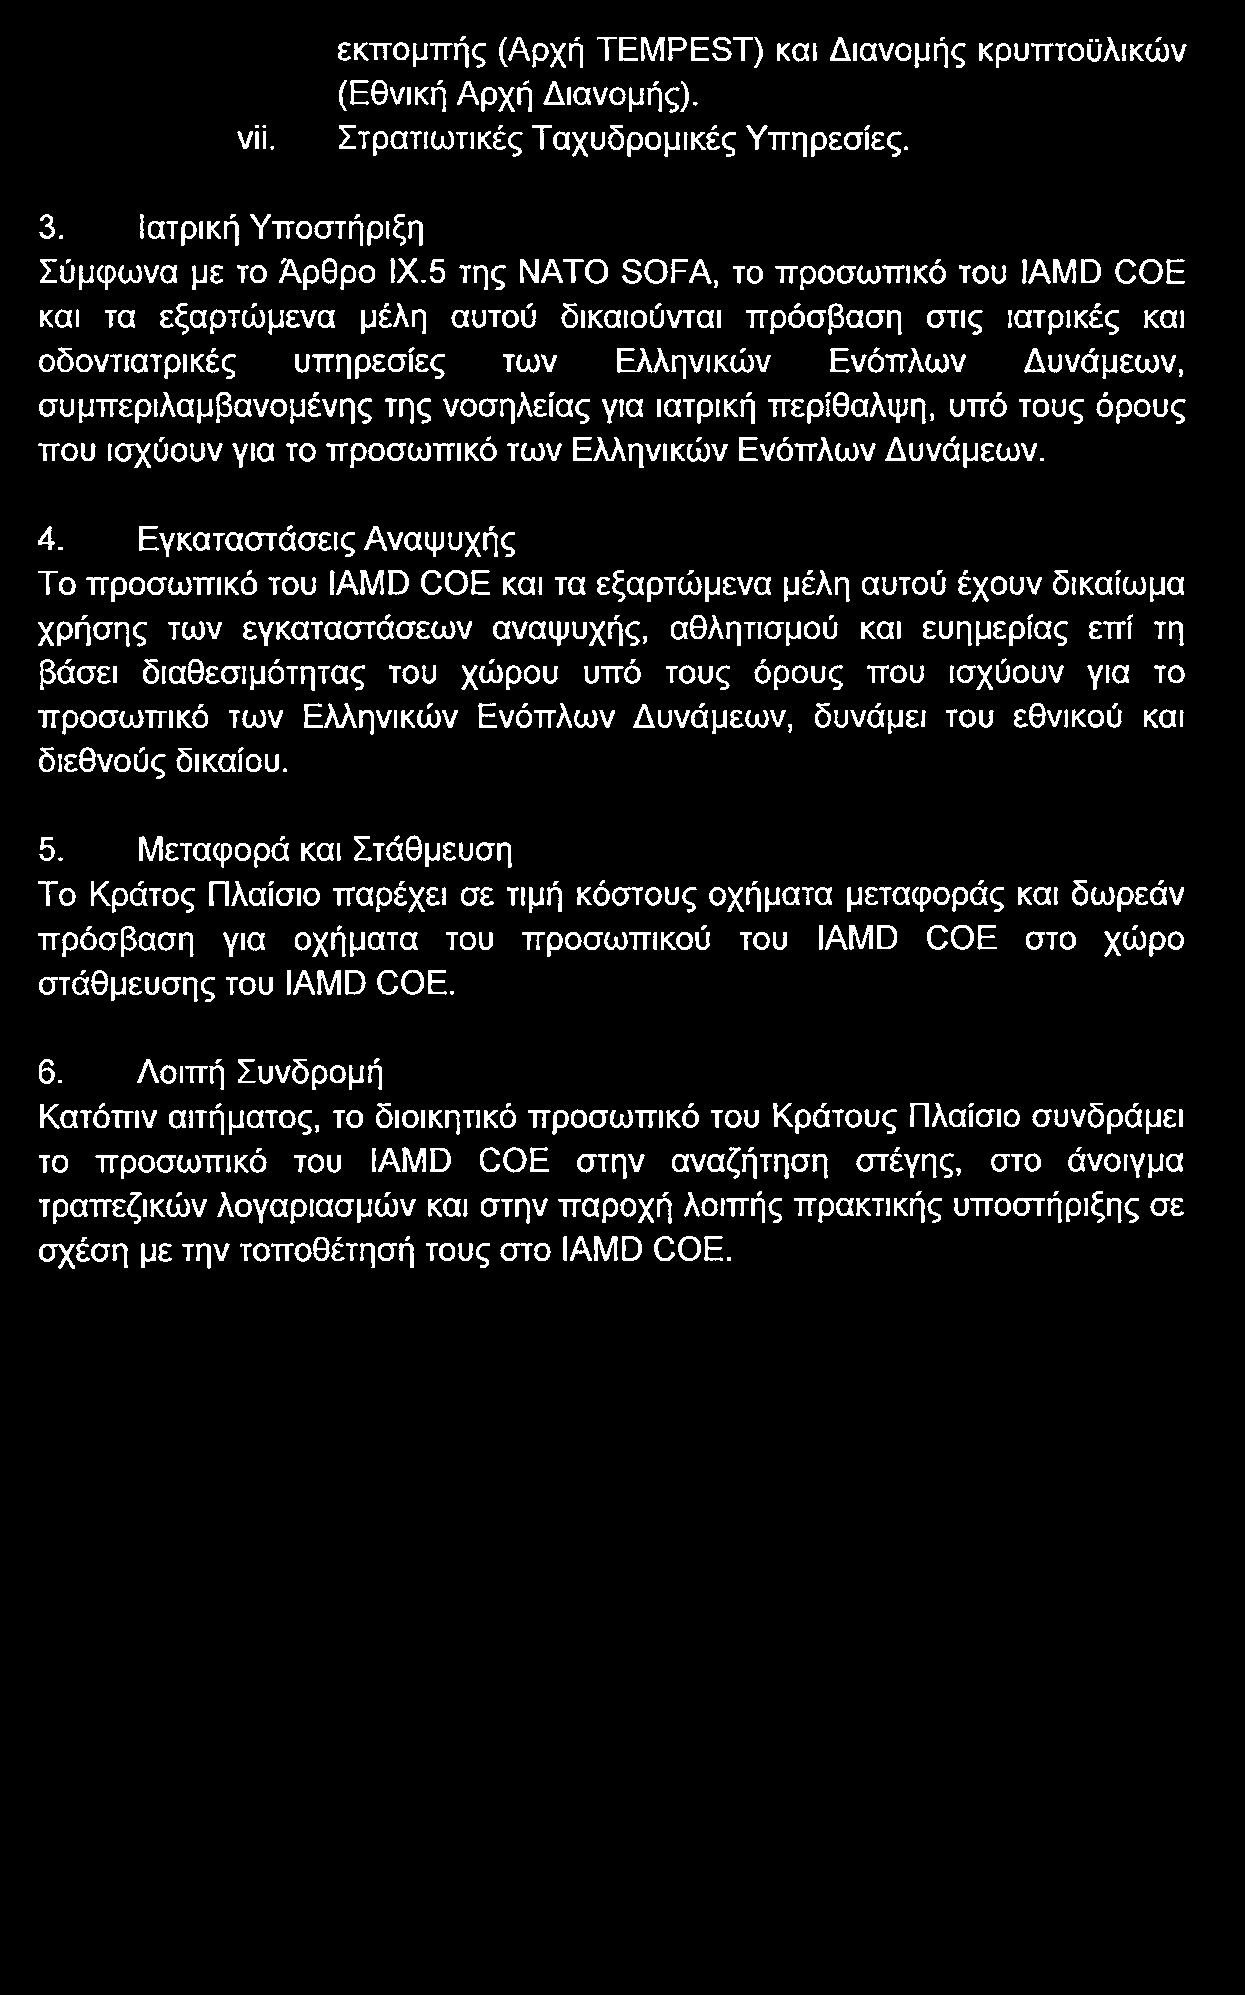 εκπομπής (Αρχή TEMPEST) και Διανομής κρυπτοϋλικών
(Εθνική Αρχή Διανομής).
vii. Στρατιωτικές Ταχυδρομικές Υπηρεσίες.
3. Ιατρική Υποστήριξη
Σύμφωνα με το Άρθρο IX.5 της NATO SOFA, το προσωπικό του IAMD COE
και τα εξαρτώμενα μέλη αυτού δικαιούνται πρόσβαση στις ιατρικές και
οδοντιατρικές υπηρεσίες των Ελληνικών Ενόπλων Δυνάμεων,
συμπεριλαμβανομένης της νοσηλείας για ιατρική περίθαλψη, υπό τους όρους
που ισχύουν για το προσωπικό των Ελληνικών Ενόπλων Δυνάμεων.
4. Εγκαταστάσεις Αναψυχής
Το προσωπικό του IAMD COE και τα εξαρτώμενα μέλη αυτού έχουν δικαίωμα
χρήσης των εγκαταστάσεων αναψυχής, αθλητισμού και ευημερίας επί τη
βάσει διαθεσιμότητας του χώρου υπό τους όρους που ισχύουν για το
προσωπικό των Ελληνικών Ενόπλων Δυνάμεων, δυνάμει του εθνικού και
διεθνούς δικαίου.
5. Μεταφορά και Στάθμευση
Το Κράτος Πλαίσιο παρέχει σε τιμή κόστους οχήματα μεταφοράς και δωρεάν
πρόσβαση για οχήματα του προσωπικού του IAMD COE στο χώρο
στάθμευσης του IAMD COE.
6. Λοιπή Συνδρομή
Κατόπιν αιτήματος, το διοικητικό προσωπικό του Κράτους Πλαίσιο συνδράμει
το προσωπικό του IAMD COE στην αναζήτηση στέγης, στο άνοιγμα
τραπεζικών λογαριασμών και στην παροχή λοιπής πρακτικής υποστήριξης σε
σχέση με την τοποθέτησή τους στο IAMD COE.